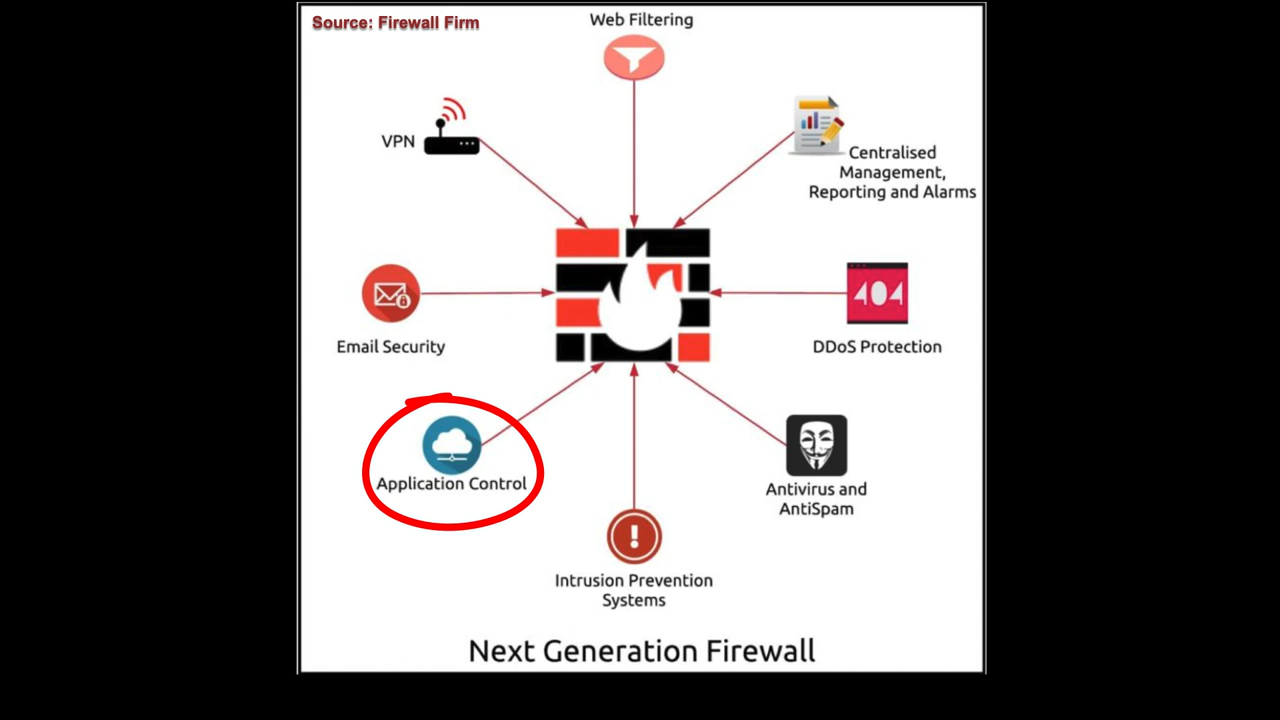 Source: Firewall Firm
Web Filtering
VPN
Centralised
Management,
Reporting and Alarms
Email Security
404
DDoS Protection
Application Control
Antivirus and
AntiSpam
!
Intrusion Prevention
Systems
Next Generation Firewall